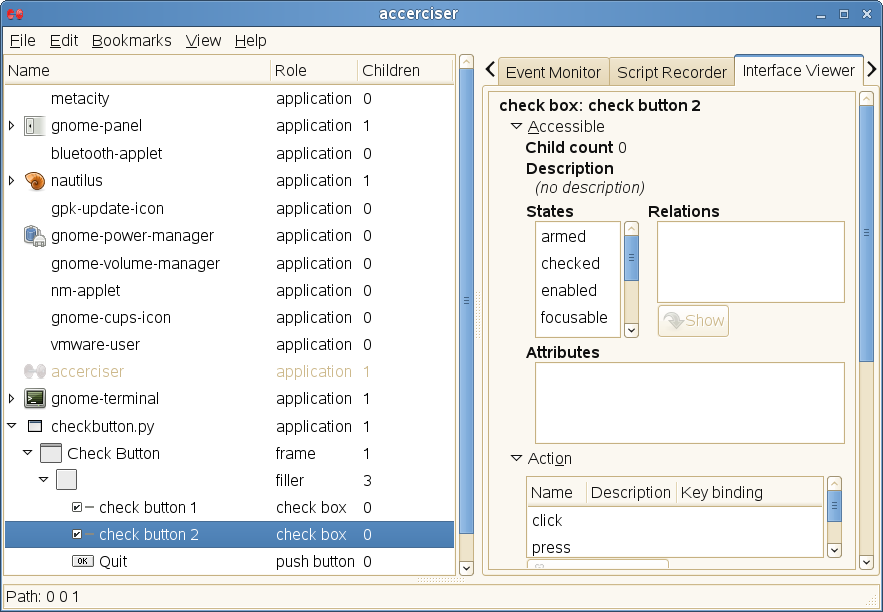 accerciser
File Edit Bookmarks View Help
Name Role Children
metacity application 0
gnome-panel application 1
bluetooth-applet application 0
nautilus application 1
gpk-update-icon application 0
gnome-power-manager application 0
gnome-volume-manager application 0
nm-applet application 0
gnome-cups-icon application 0
vmware-user application 0
accerciser application 1
gnome-terminal application 1
checkbutton.py application 1
Check Button frame 1
filler 3
check button 1 check box 0
check button 2 check box 0
OK Quit push button 0
Event Monitor Script Recorder Interface Viewer
check box: check button 2
Accessible
Child count 0
Description
(no description)
States Relations
armed
checked
enabled
focusable
Show
Attributes
Action
Name Description Key binding
click
press
Path: 0 0 1